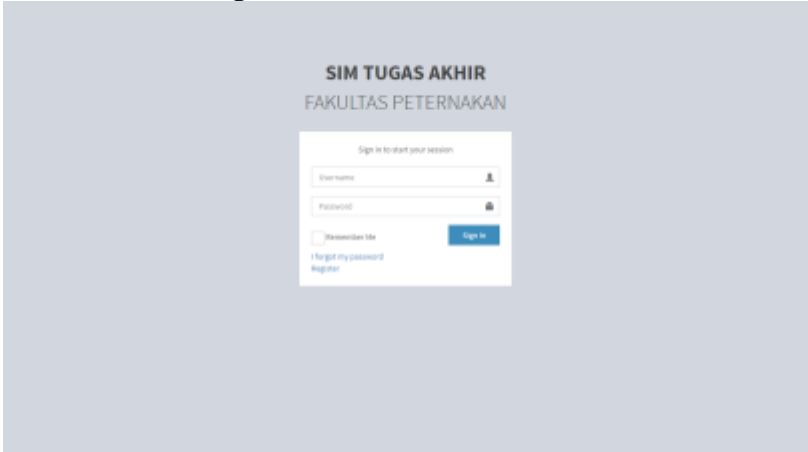 SIM TUGAS AKHIR
FAKULTAS PETERNAKAN
Sign in to start your session
Username
Password
Remember Me
Sign In
I forgot my password
Register